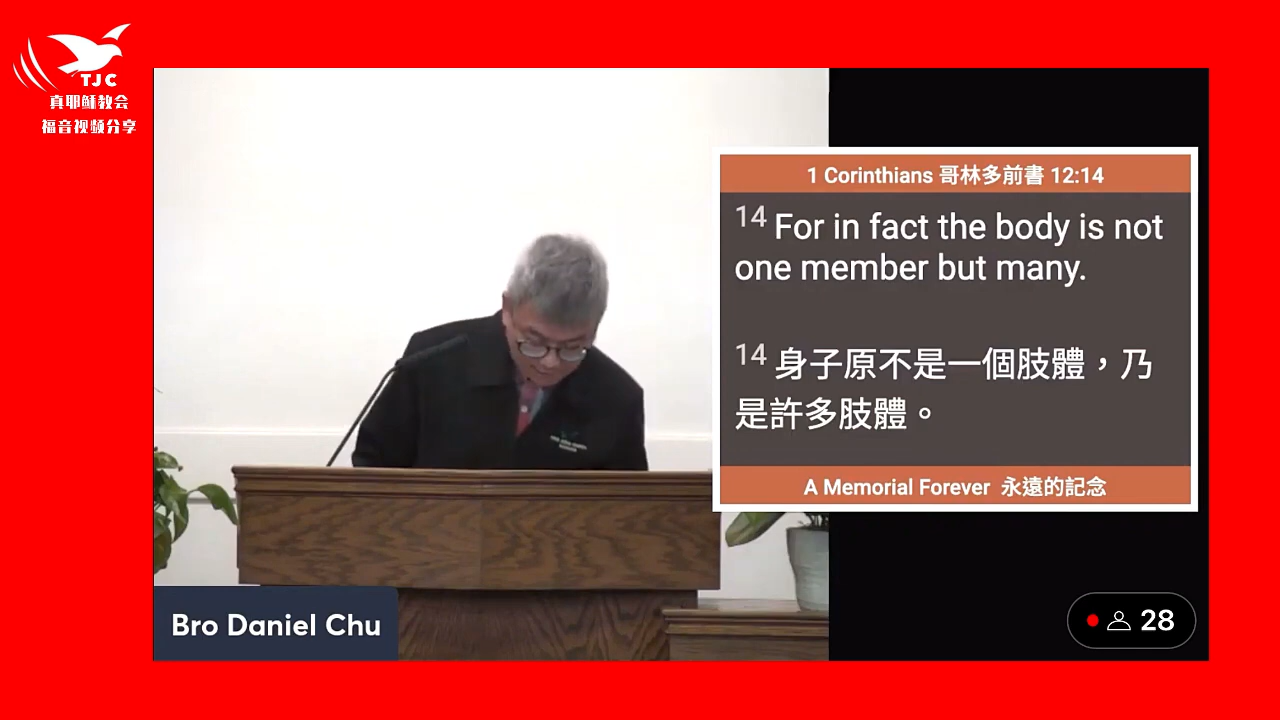 TJC
真耶稣教会
福音视频分享
1 Corinthians 哥林多前書 12:14
14 For in fact the body is not
one member but many.
14 身子原不是一個肢體，乃
是許多肢體。
A Memorial Forever 永遠的記念
Bro Daniel Chu
28